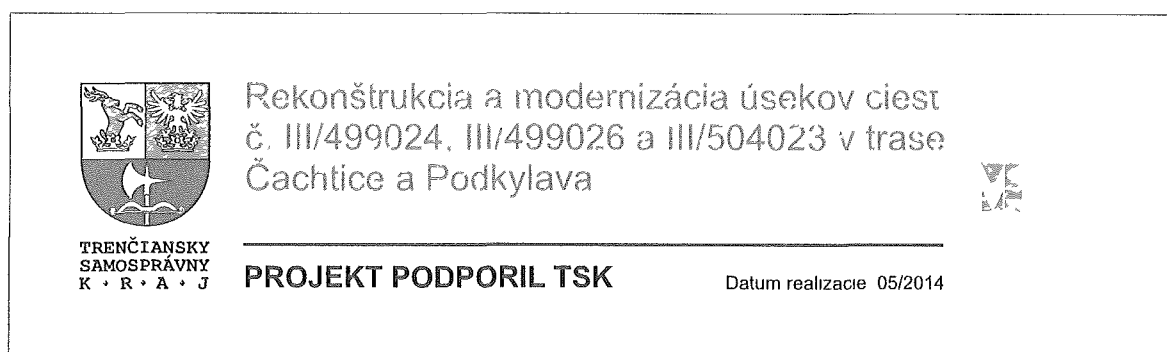 Rekonštrukcia a modernizácia úsekov ciest
č. III/499024, III/499026 a III/504023 v trase
Čachtice a Podkylava
TRENČIANSKY
SAMOSPRÁVNY
K • R • A • J
PROJEKT PODPORIL TSK
Datum realizacie 05/2014